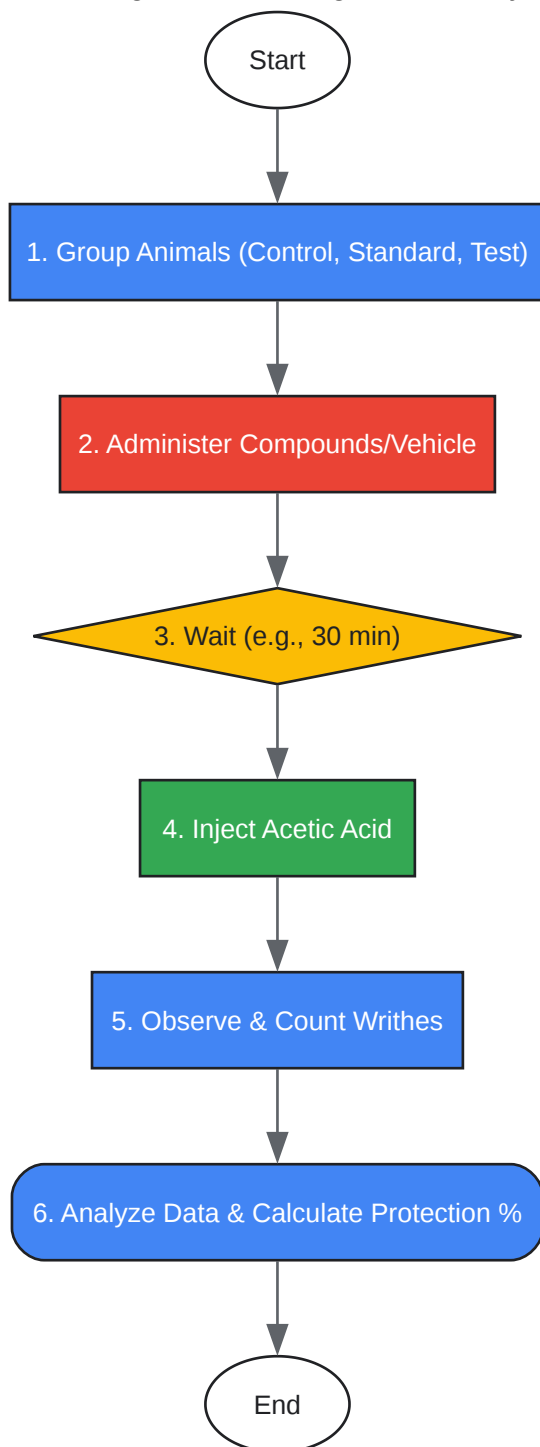 Start
1. Group Animals (Control, Standard, Test)
2. Administer Compounds/Vehicle
3. Wait (e.g., 30 min)
4. Inject Acetic Acid
5. Observe & Count Writhes
6. Analyze Data & Calculate Protection %
End